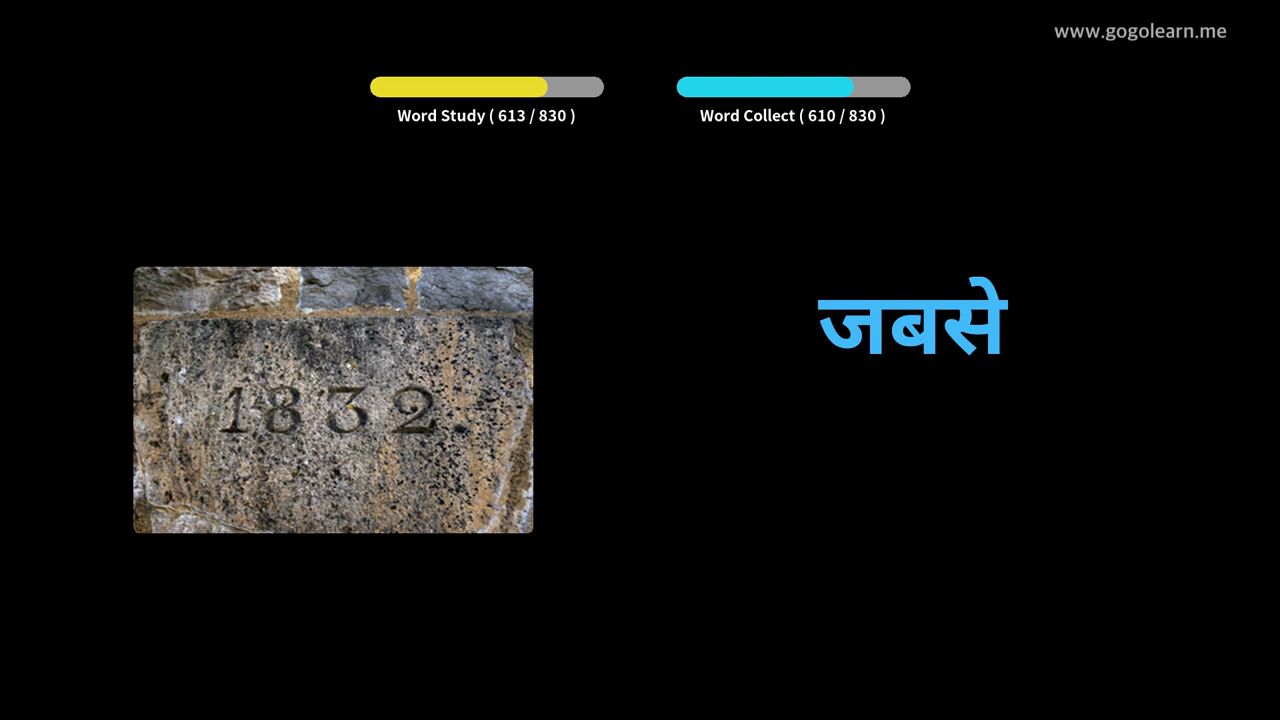 www.gogolearn.me
Word Study ( 613 / 830 )
Word Collect ( 610 / 830 )
1832.
जबसे